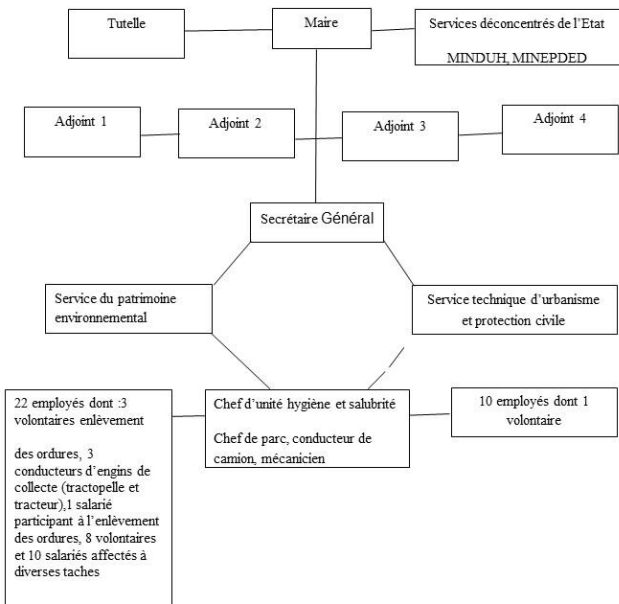 Tutelle
Maire
Services déconcentrés de l'Etat
MINDUH, MINEPDED
Adjoint 1
Adjoint 2
Adjoint 3
Adjoint 4
Secrétaire Général
Service du patrimoine
environnemental
Service technique d'urbanisme
et protection civile
22 employés dont :3
volontaires enlèvement
des ordures, 3
conducteurs d'engins de
collecte (tractopelle et
tracteur),1 salarié
participant à l'enlèvement
des ordures, 8 volontaires
et 10 salariés affectés à
diverses taches
Chef d'unité hygiène et salubrité
Chef de parc, conducteur de
camion, mécanicien
10 employés dont 1
volontaire